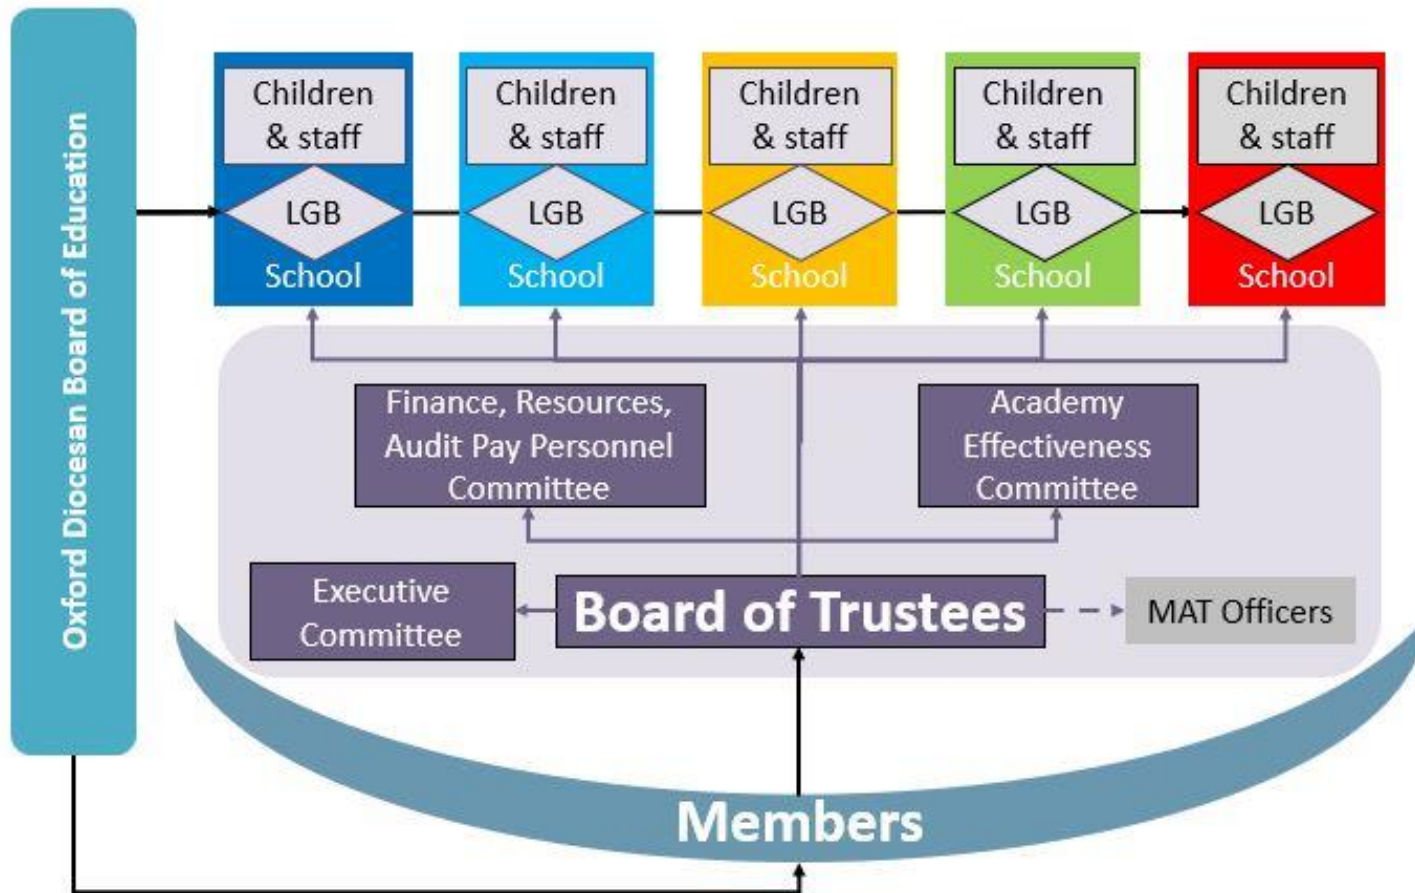 Oxford Diocesan Board of Education
Children
& staff
LGB
School
Children
& staff
LGB
School
Children
& staff
LGB
School
Children
& staff
LGB
School
Children
& staff
LGB
School
Finance, Resources,
Audit Pay Personnel
Committee
Academy
Effectiveness
Committee
Executive
Committee
Board of Trustees
MAT Officers
Members